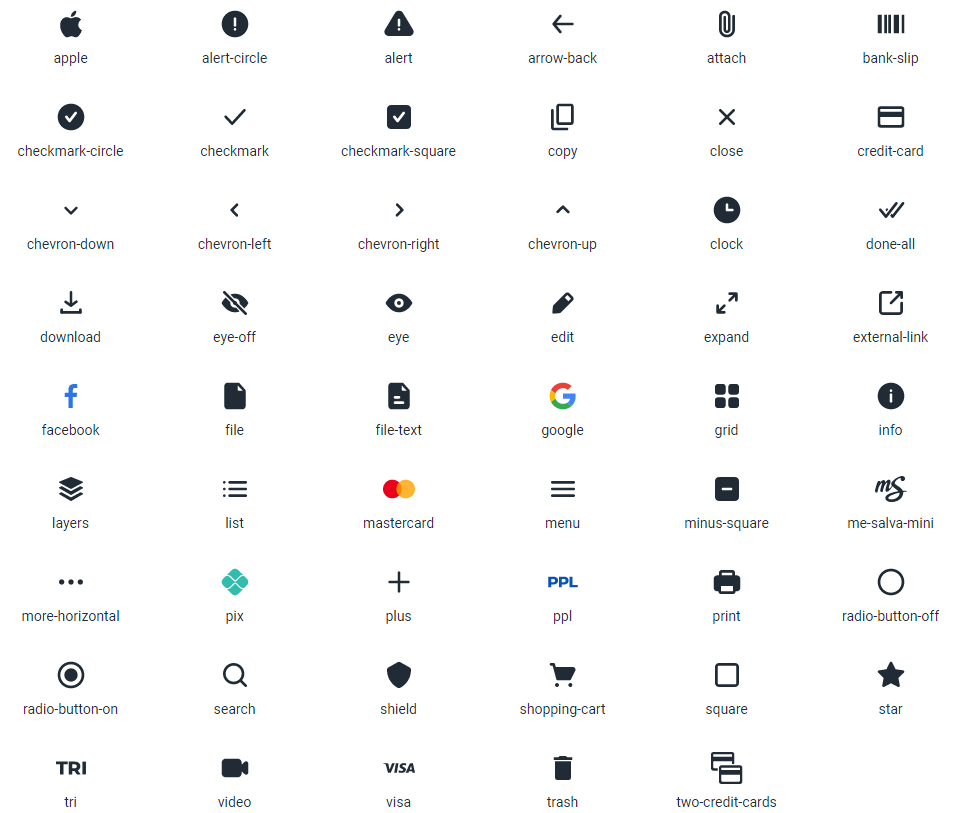 apple alert-circle alert arrow-back attach bank-slip
checkmark-circle checkmark checkmark-square copy close credit-card
chevron-down chevron-left chevron-right chevron-up clock done-all
download eye-off eye edit expand external-link
facebook file file-text google grid info
mS
layers list mastercard menu minus-square me-salva-mini
PPL
more-horizontal pix plus ppl print radio-button-off
radio-button-on search shield shopping-cart square star
TRI VISA
tri video visa trash two-credit-cards